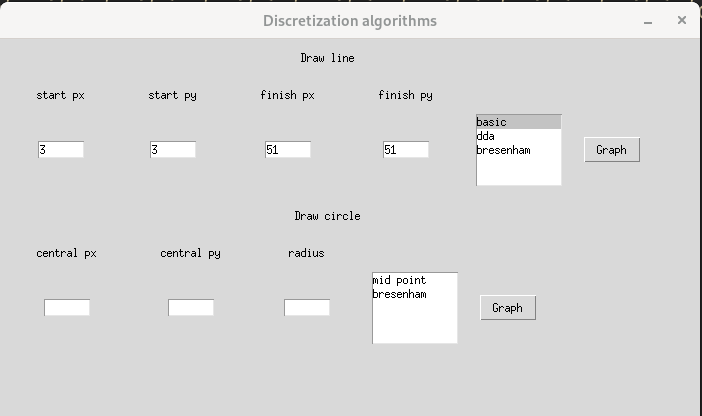 Discretization algorithms
Draw line
start px start py finish px finish py
3 3 51 51
basic
dda
bresenham
Graph
Draw circle
central px central py radius
mid point
bresenham
Graph